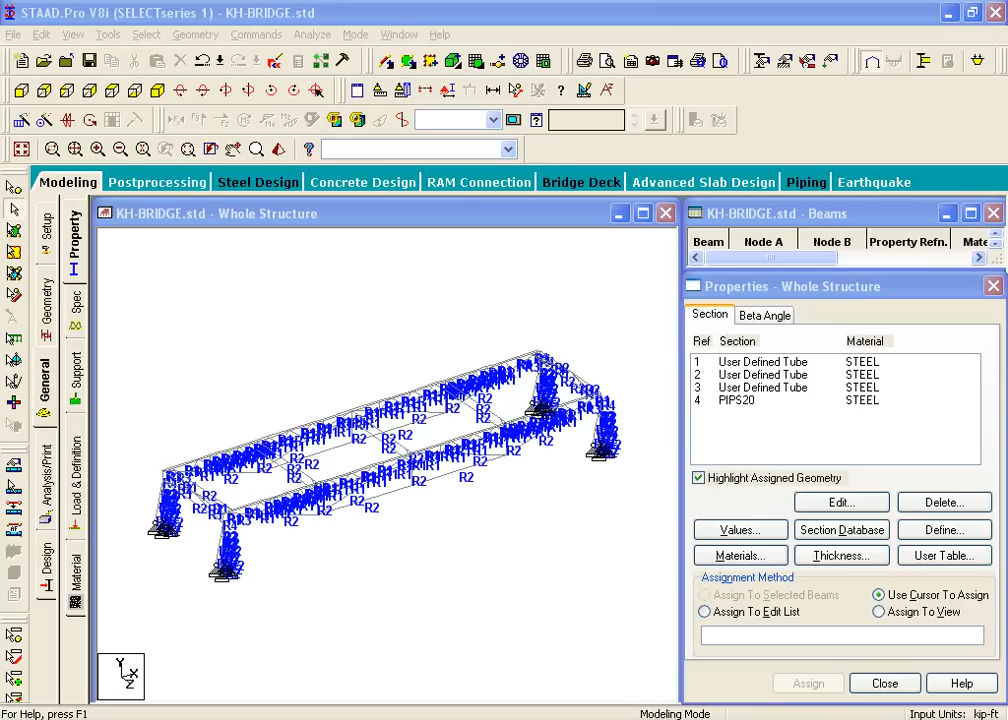 STAAD.Pro V8i (SELECTseries 1) - KH-BRIDGE.std
File Edit View Tools Select Geometry Commands Analyze Mode Window Help
Modeling Postprocessing Steel Design Concrete Design RAM Connection Bridge Deck Advanced Slab Design Piping Earthquake
Setup
Geometry
General
Analysis/Print
Design
Property
Spec
Support
Load & Definition
Material
KH-BRIDGE.std - Whole Structure
KH-BRIDGE.std - Beams
Beam Node A Node B Property Refn. Mate
Properties - Whole Structure
Section Beta Angle
Ref Section Material
1 User Defined Tube STEEL
2 User Defined Tube STEEL
3 User Defined Tube STEEL
4 PIPS20 STEEL
Highlight Assigned Geometry
Edit... Delete...
Values... Section Database Define...
Materials... Thickness... User Table...
Assignment Method
Assign To Selected Beams Use Cursor To Assign
Assign To Edit List Assign To View
Assign Close Help
Y
X
Z
For Help, press F1 Modeling Mode Input Units: kip-ft